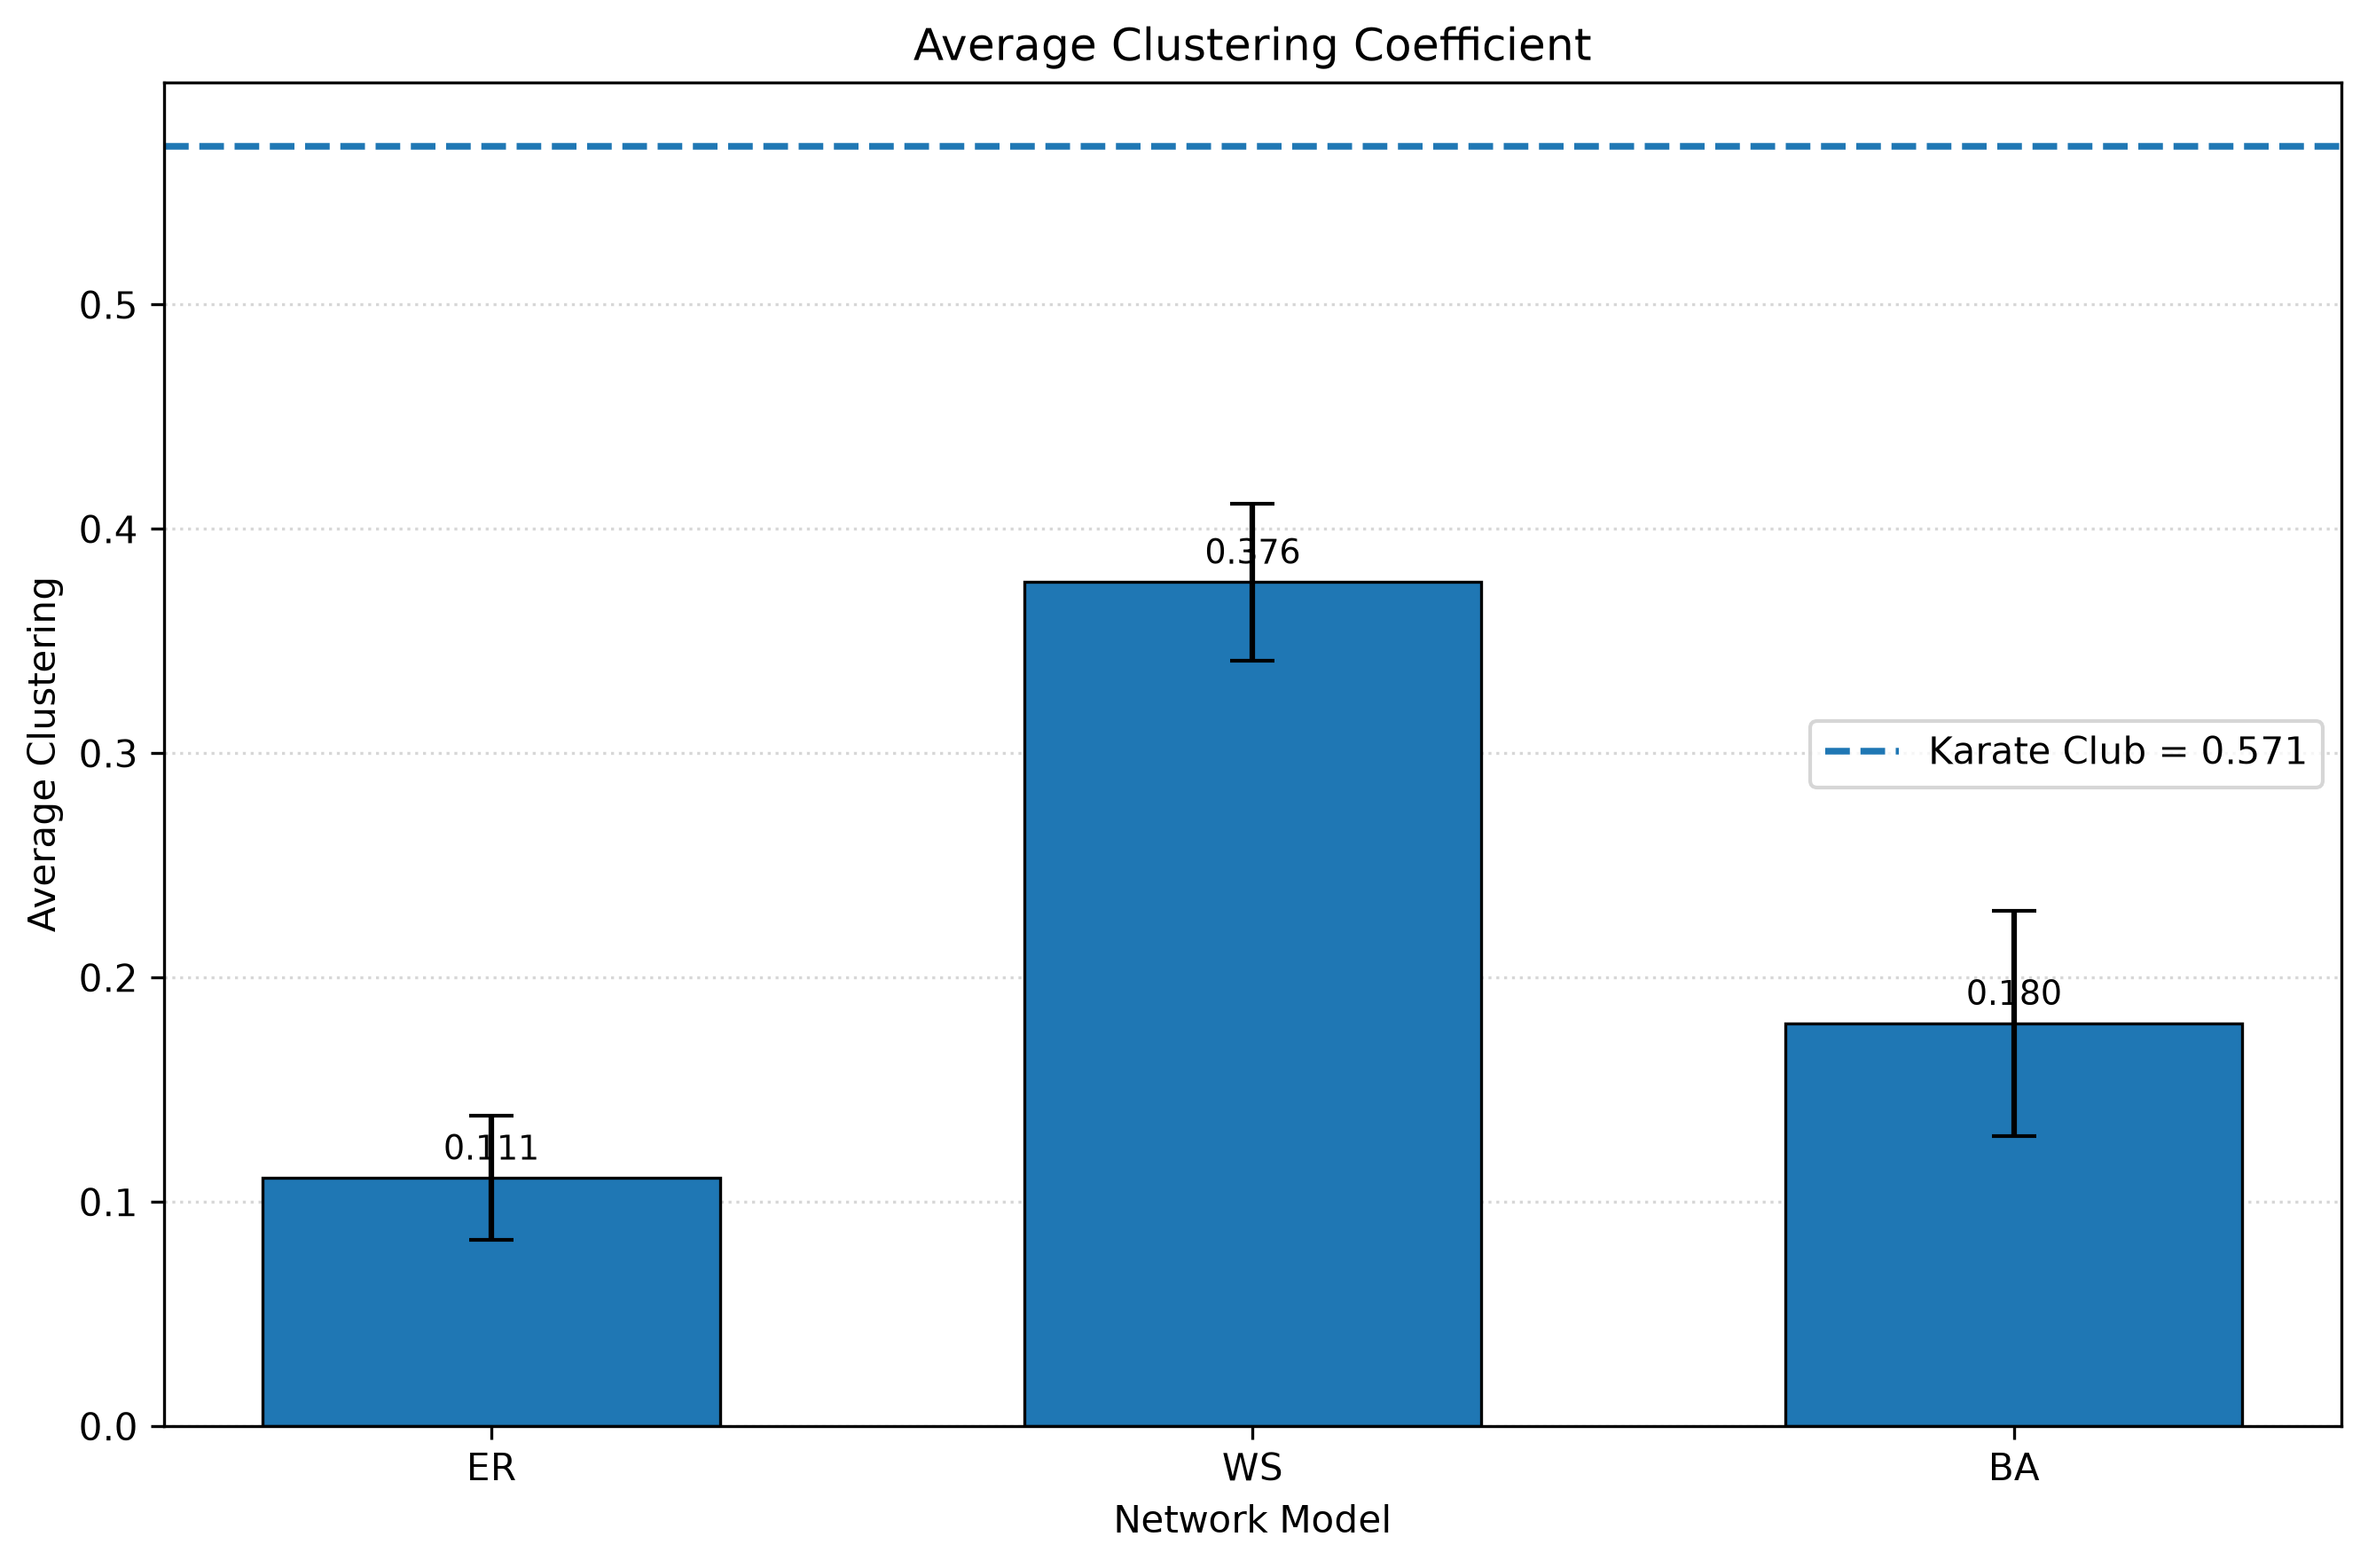 Average Clustering Coefficient
Average Clustering
0.5
0.4
0.3
0.2
0.1
0.0
0.111
0.376
0.180
Karate Club = 0.571
ER
WS
BA
Network Model